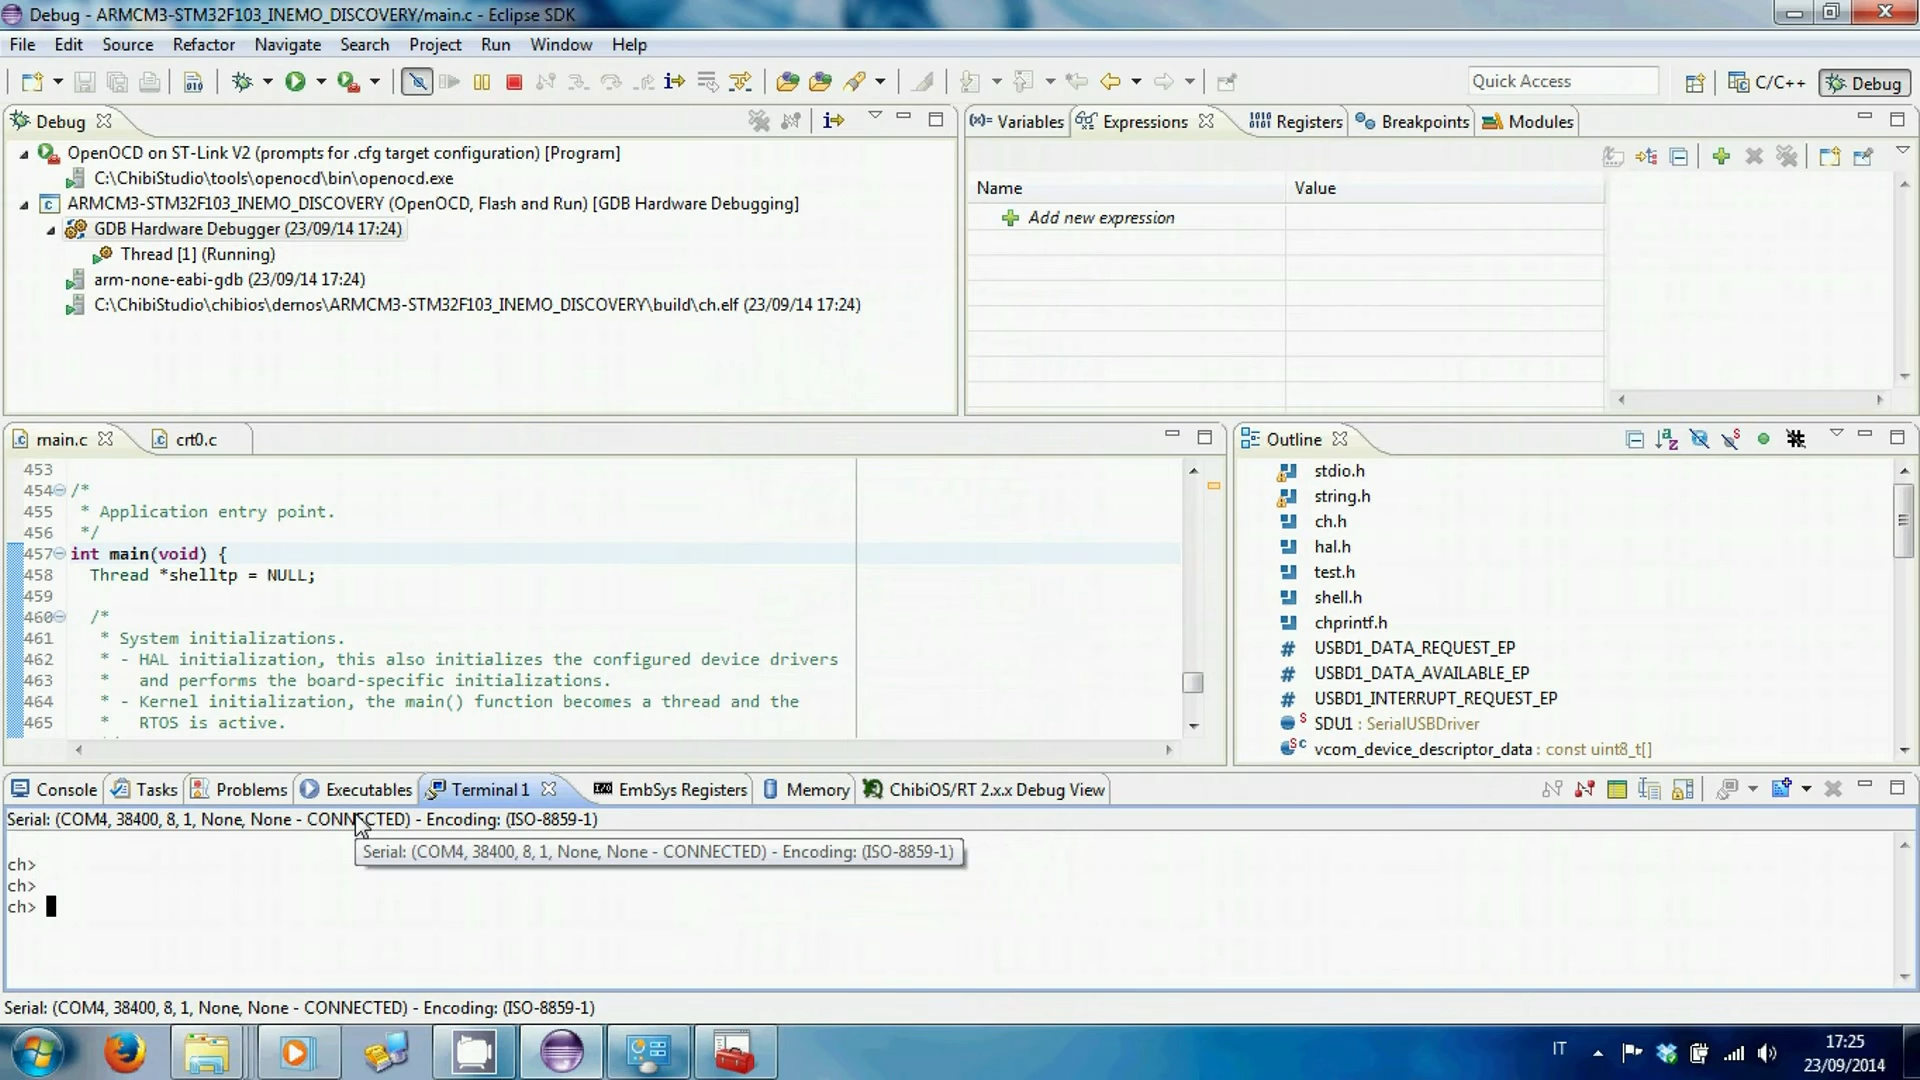 Debug - ARMCM3-STM32F103_INEMO_DISCOVERY/main.c - Eclipse SDK
File Edit Source Refactor Navigate Search Project Run Window Help
Quick Access
C/C++
Debug
Debug
OpenOCD on ST-Link V2 (prompts for .cfg target configuration) [Program]
C:\ChibiStudio\tools\openocd\bin\openocd.exe
ARMCM3-STM32F103_INEMO_DISCOVERY (OpenOCD, Flash and Run) [GDB Hardware Debugging]
GDB Hardware Debugger (23/09/14 17:24)
Thread [1] (Running)
arm-none-eabi-gdb (23/09/14 17:24)
C:\ChibiStudio\chibios\demos\ARMCM3-STM32F103_INEMO_DISCOVERY\build\ch.elf (23/09/14 17:24)
(x)= Variables Expressions Registers Breakpoints Modules
Name Value
Add new expression
main.c crt0.c
453
454 /*
455 * Application entry point.
456 */
457 int main(void) {
458 Thread *shelltp = NULL;
459
460 /*
461 * System initializations.
462 * - HAL initialization, this also initializes the configured device drivers
463 * and performs the board-specific initializations.
464 * - Kernel initialization, the main() function becomes a thread and the
465 * RTOS is active.
Outline
stdio.h
string.h
ch.h
hal.h
test.h
shell.h
chprintf.h
# USBD1_DATA_REQUEST_EP
# USBD1_DATA_AVAILABLE_EP
# USBD1_INTERRUPT_REQUEST_EP
SDU1 : SerialUSBDriver
vcom_device_descriptor_data : const uint8_t[]
Console Tasks Problems Executables Terminal 1 EmbSys Registers Memory ChibiOS/RT 2.x.x Debug View
Serial: (COM4, 38400, 8, 1, None, None - CONNECTED) - Encoding: (ISO-8859-1)
Serial: (COM4, 38400, 8, 1, None, None - CONNECTED) - Encoding: (ISO-8859-1)
ch>
ch>
ch>
Serial: (COM4, 38400, 8, 1, None, None - CONNECTED) - Encoding: (ISO-8859-1)
IT
17:25
23/09/2014